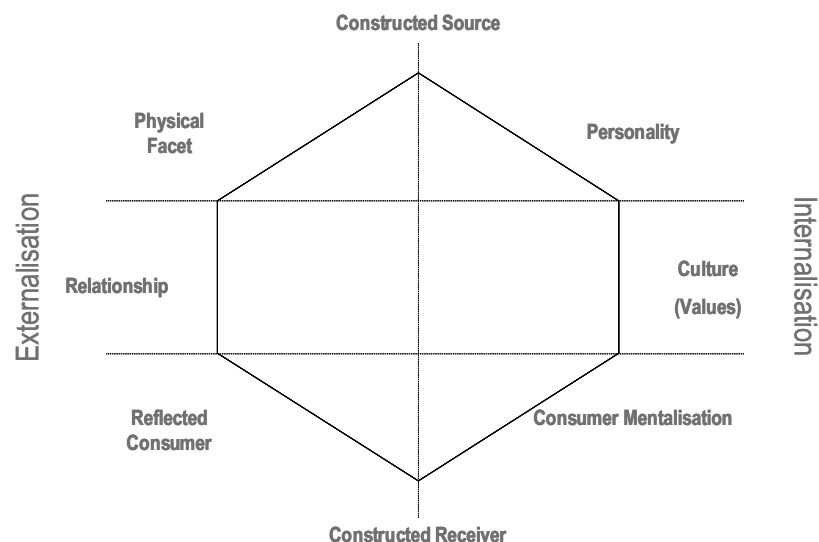 Constructed Source
Physical
Facet
Personality
Externalisation
Internalisation
Relationship
Culture
(Values)
Reflected
Consumer
Consumer Mentalisation
Constructed Receiver